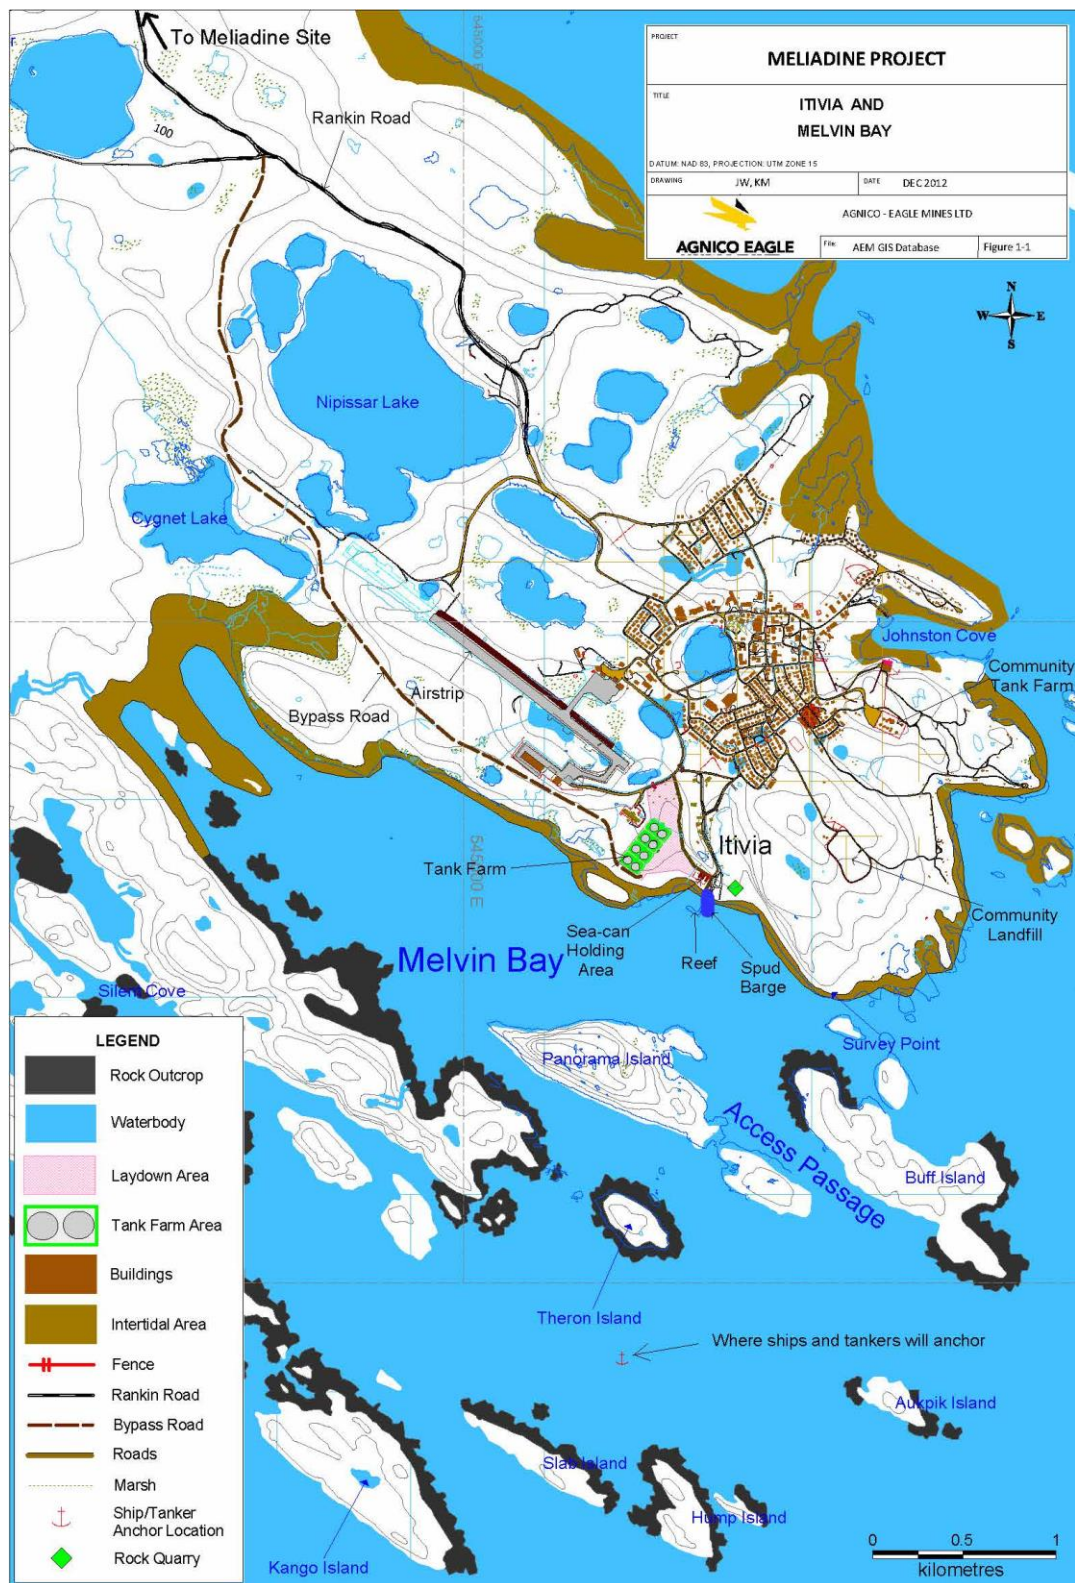 To Meliadine Site
545000 E
PROJECT
MELIADINE PROJECT
TITLE
ITIVIA AND
MELVIN BAY
DATUM: NAD 83, PROJECTION: UTM ZONE 15
DRAWING
JW, KM
DATE
DEC 2012
AGNICO EAGLE
AGNICO - EAGLE MINES LTD
File:
AEM GIS Database
Figure 1-1
Rankin Road
100
N
W
E
S
Nipissar Lake
Cygnet Lake
Johnston Cove
Community
Tank Farm
Airstrip
Bypass Road
545000 E
Itivia
Tank Farm
Community
Landfill
Sea-can
Holding
Area
Reef
Spud
Barge
Melvin Bay
Silent Cove
Survey Point
Panorama Island
Access Passage
Buff Island
Theron Island
Where ships and tankers will anchor
Aukpik Island
Slab Island
Hump Island
Kango Island
LEGEND
Rock Outcrop
Waterbody
Laydown Area
Tank Farm Area
Buildings
Intertidal Area
Fence
Rankin Road
Bypass Road
Roads
Marsh
Ship/Tanker
Anchor Location
Rock Quarry
0 0.5 1
kilometres